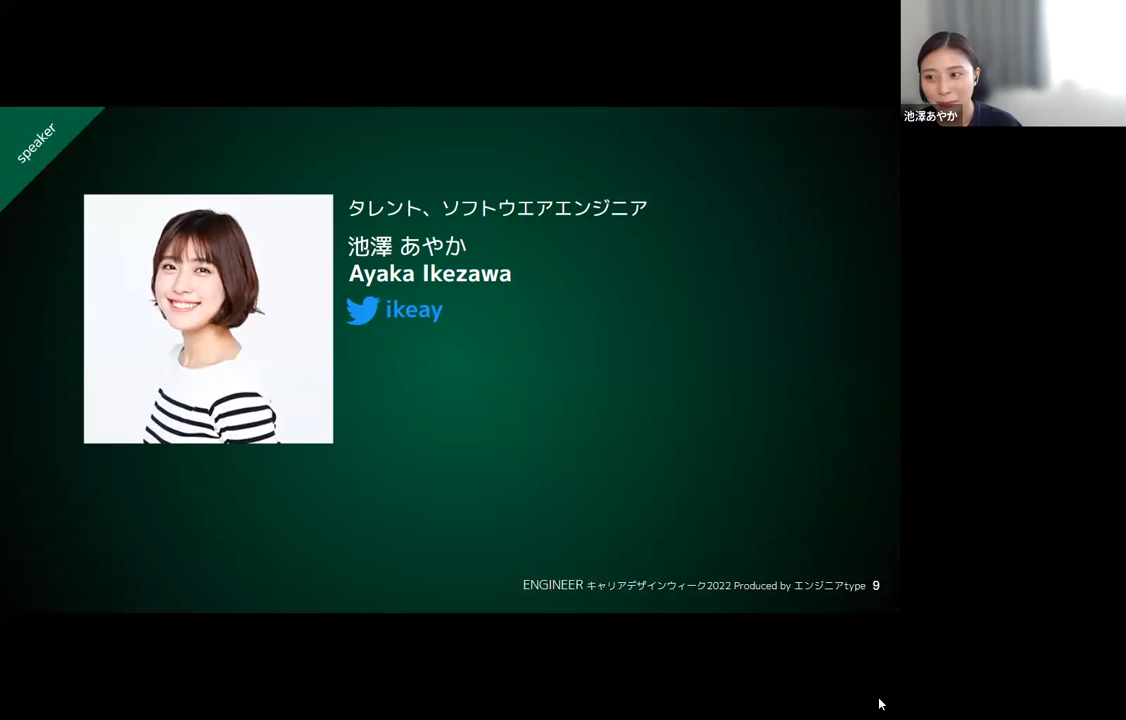 speaker
タレント、ソフトウエアエンジニア
池澤 あやか
Ayaka Ikezawa
ikeay
ENGINEER キャリアデザインウィーク2022 Produced by エンジニアtype 9
池澤あやか